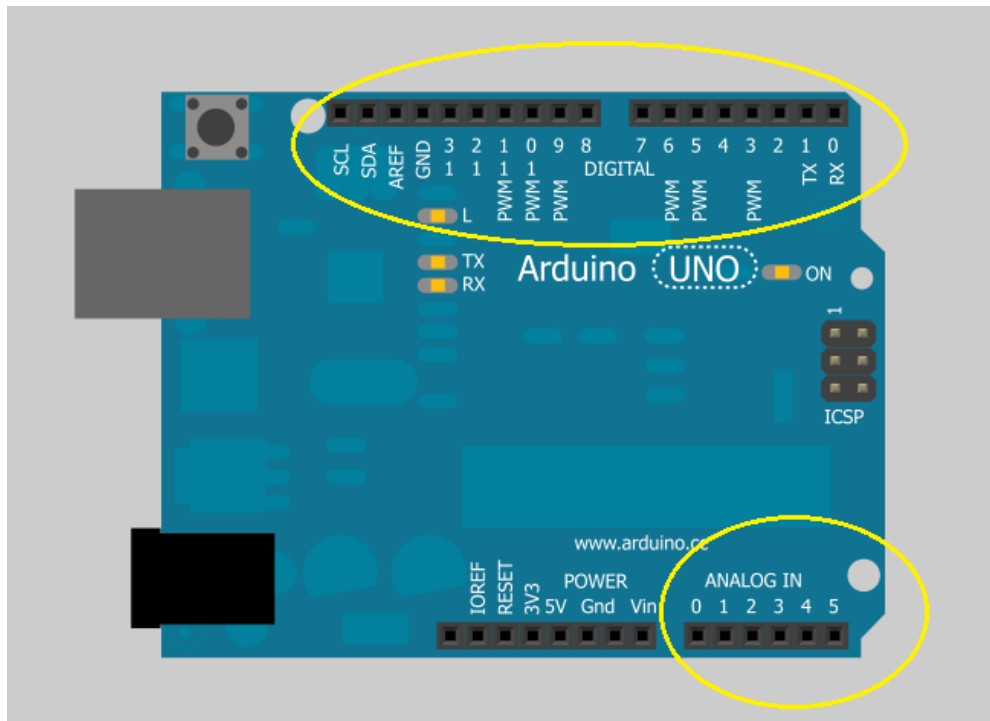 SCL SDA AREF GND 13 12 11 10 9 8 7 6 5 4 3 2 1 0
DIGITAL
PWM PWM PWM PWM PWM PWM TX RX
L
TX
RX
Arduino UNO
ON
1
ICSP
www.arduino.cc
IOREF RESET 3V3 5V Gnd Vin
POWER
ANALOG IN
0 1 2 3 4 5